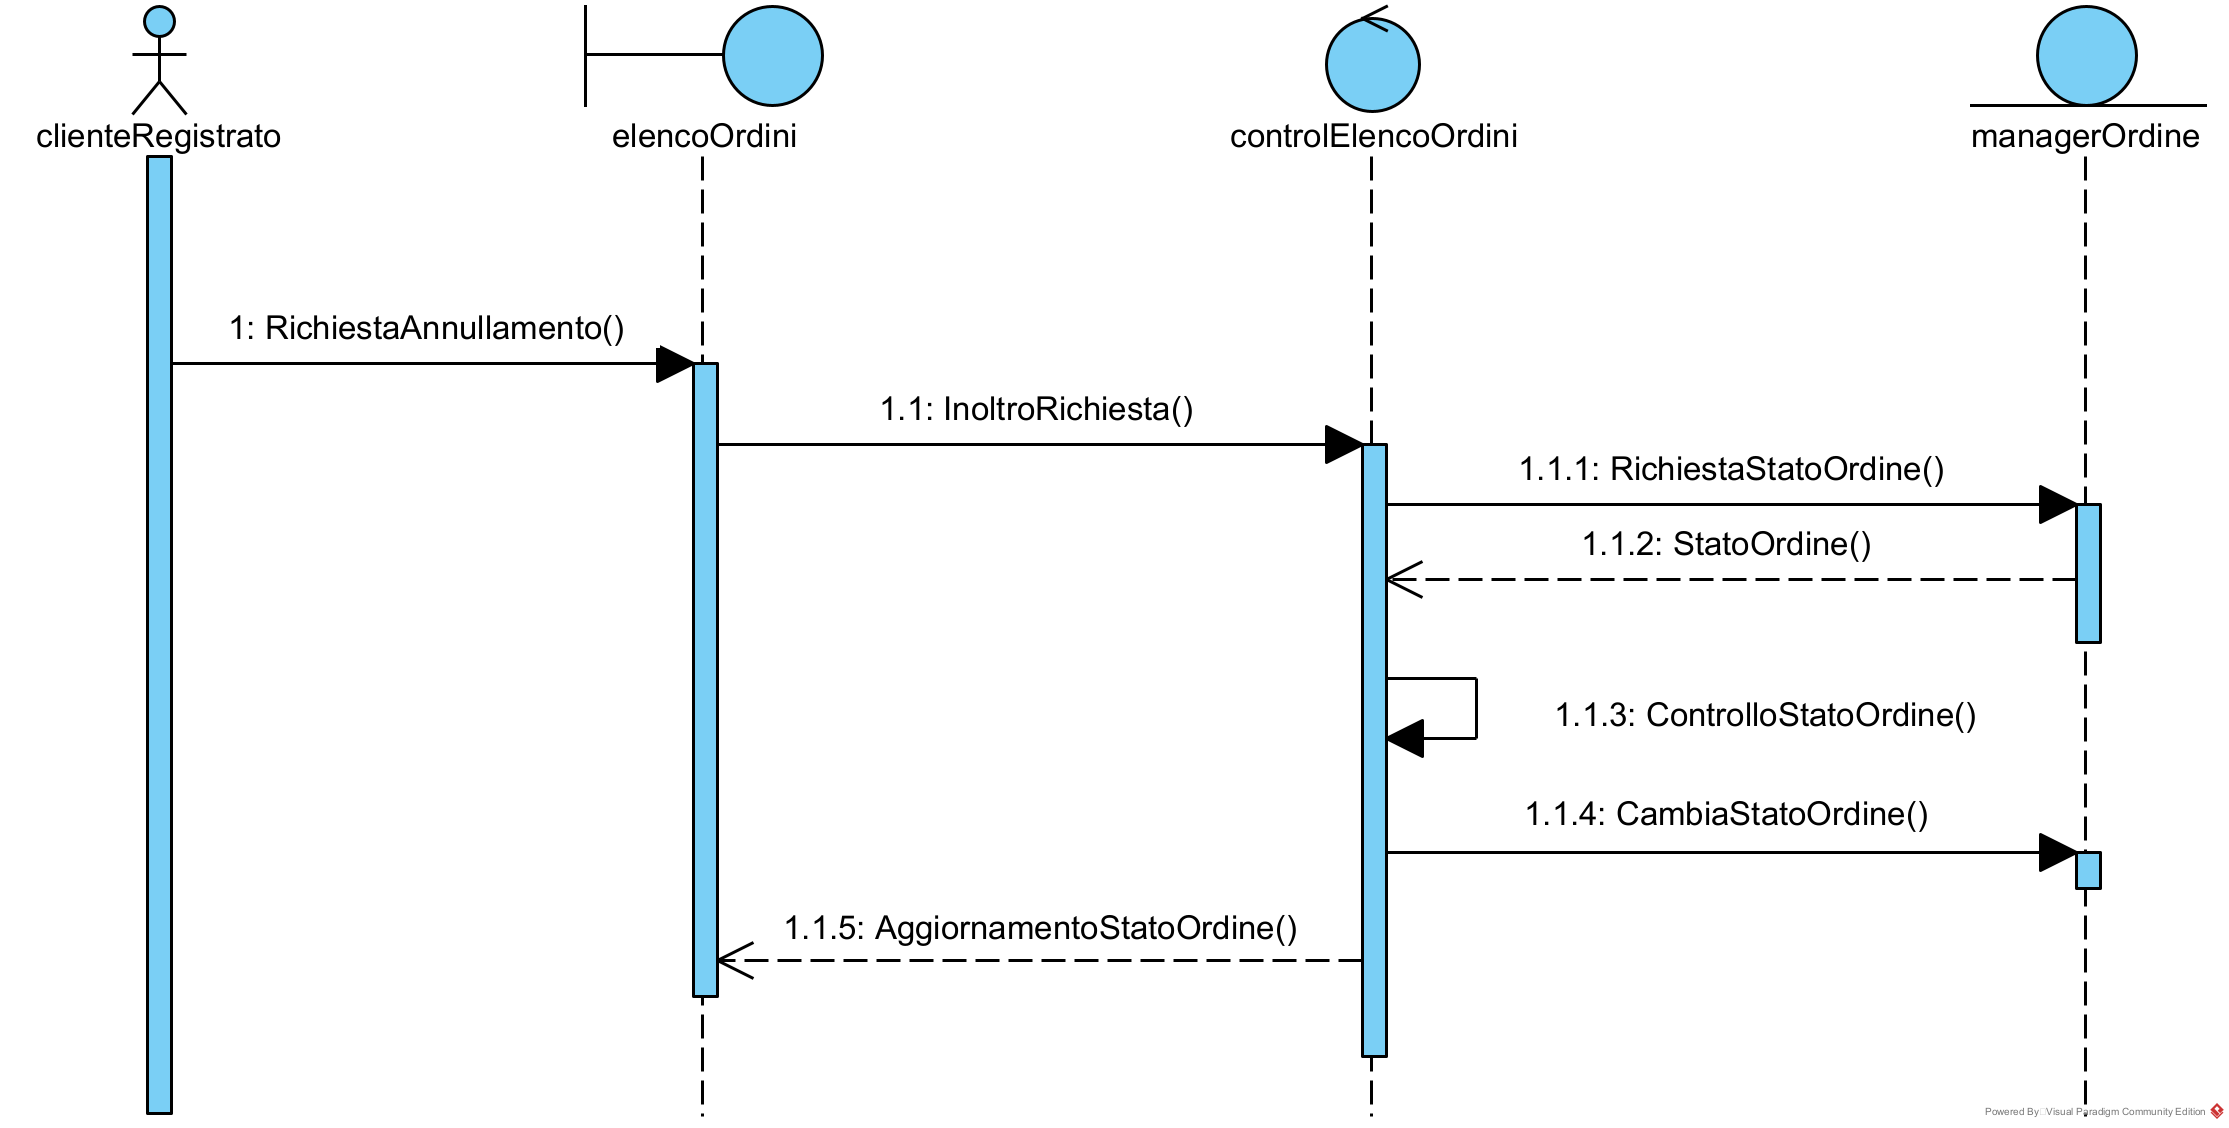 clienteRegistrato
elencoOrdini
controlElencoOrdini
managerOrdine
1: RichiestaAnnullamento()
1.1: InoltroRichiesta()
1.1.1: RichiestaStatoOrdine()
1.1.2: StatoOrdine()
1.1.3: ControlloStatoOrdine()
1.1.4: CambiaStatoOrdine()
1.1.5: AggiornamentoStatoOrdine()
Powered By Visual Paradigm Community Edition